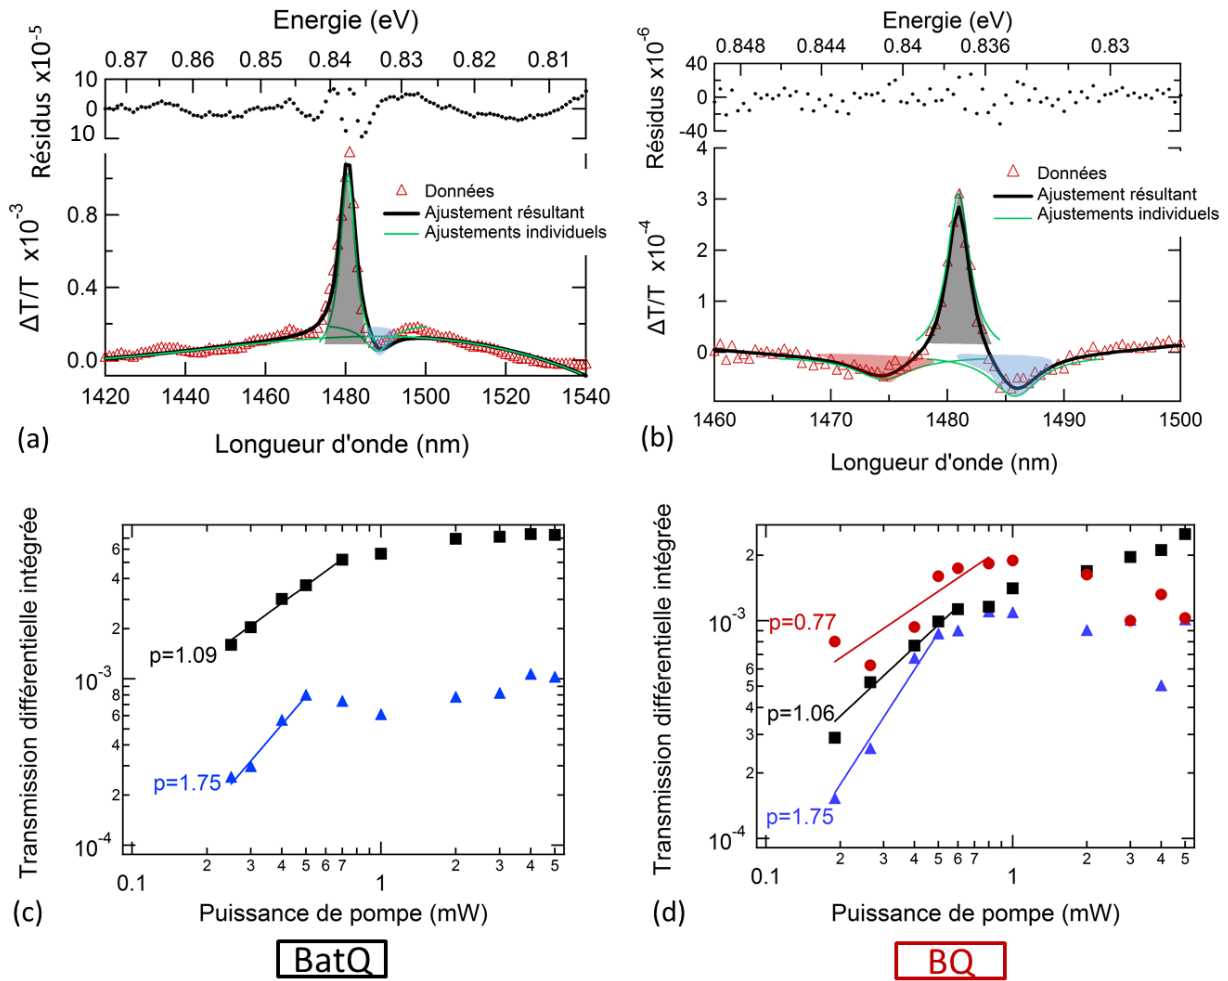 Energie (eV)
0.87 0.86 0.85 0.84 0.83 0.82 0.81
Résidus x10-5
10
0
10
ΔT/T x10-3
0.8
0.4
0.0
Données
Ajustement résultant
Ajustements individuels
1420 1440 1460 1480 1500 1520 1540
(a)
Longueur d'onde (nm)
Energie (eV)
0.848 0.844 0.84 0.836 0.83
Résidus x10-6
40
0
-40
ΔT/T x10-4
4
3
2
1
0
Données
Ajustement résultant
Ajustements individuels
1460 1470 1480 1490 1500
(b)
Longueur d'onde (nm)
Transmission différentielle intégrée
6
4
2
10-3
8
6
4
2
10-4
p=1.09
p=1.75
2 3 4 5 6 7 2 3 4 5
0.1 1
(c)
Puissance de pompe (mW)
BatQ
Transmission différentielle intégrée
2
10-3
8
6
5
4
3
2
10-4
p=0.77
p=1.06
p=1.75
2 3 4 5 6 7 2 3 4 5
0.1 1
(d)
Puissance de pompe (mW)
BQ